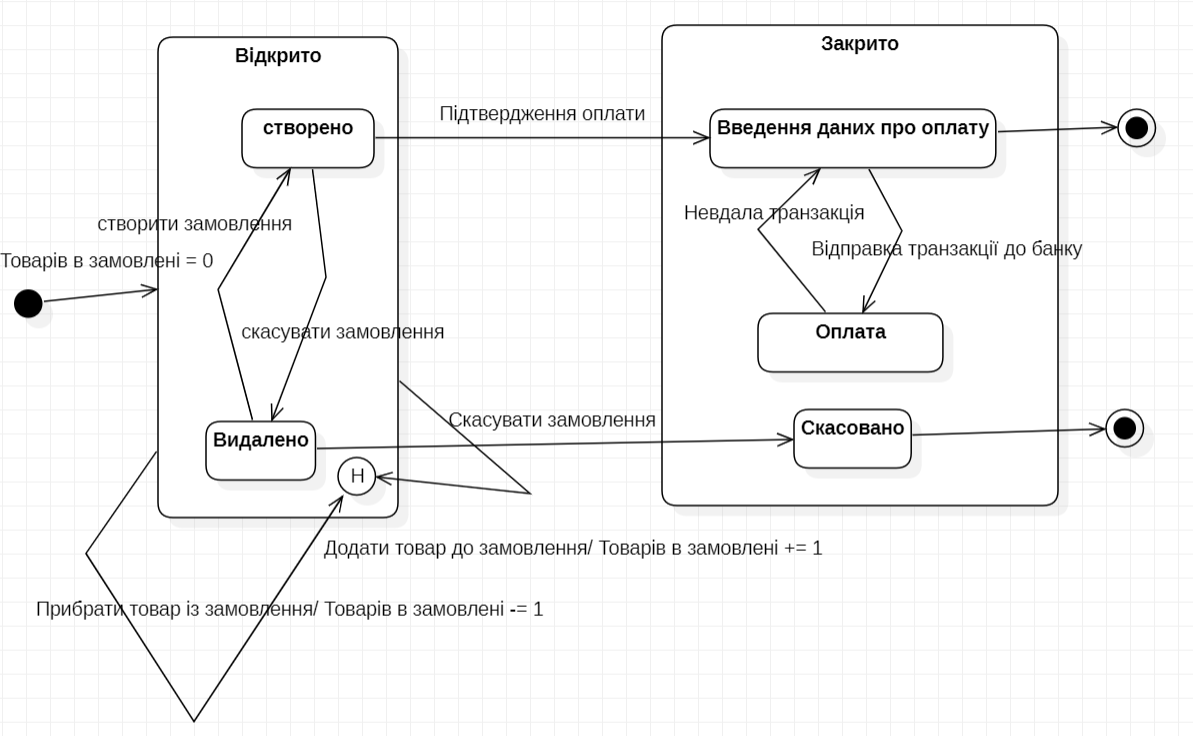 Відкрито
Закрито
створено
Підтвердження оплати
Введення даних про оплату
створити замовлення
Невдала транзакція
Товарів в замовлені = 0
Відправка транзакції до банку
скасувати замовлення
Оплата
Видалено
Скасувати замовлення
Скасовано
H
Додати товар до замовлення/ Товарів в замовлені += 1
Прибрати товар із замовлення/ Товарів в замовлені -= 1